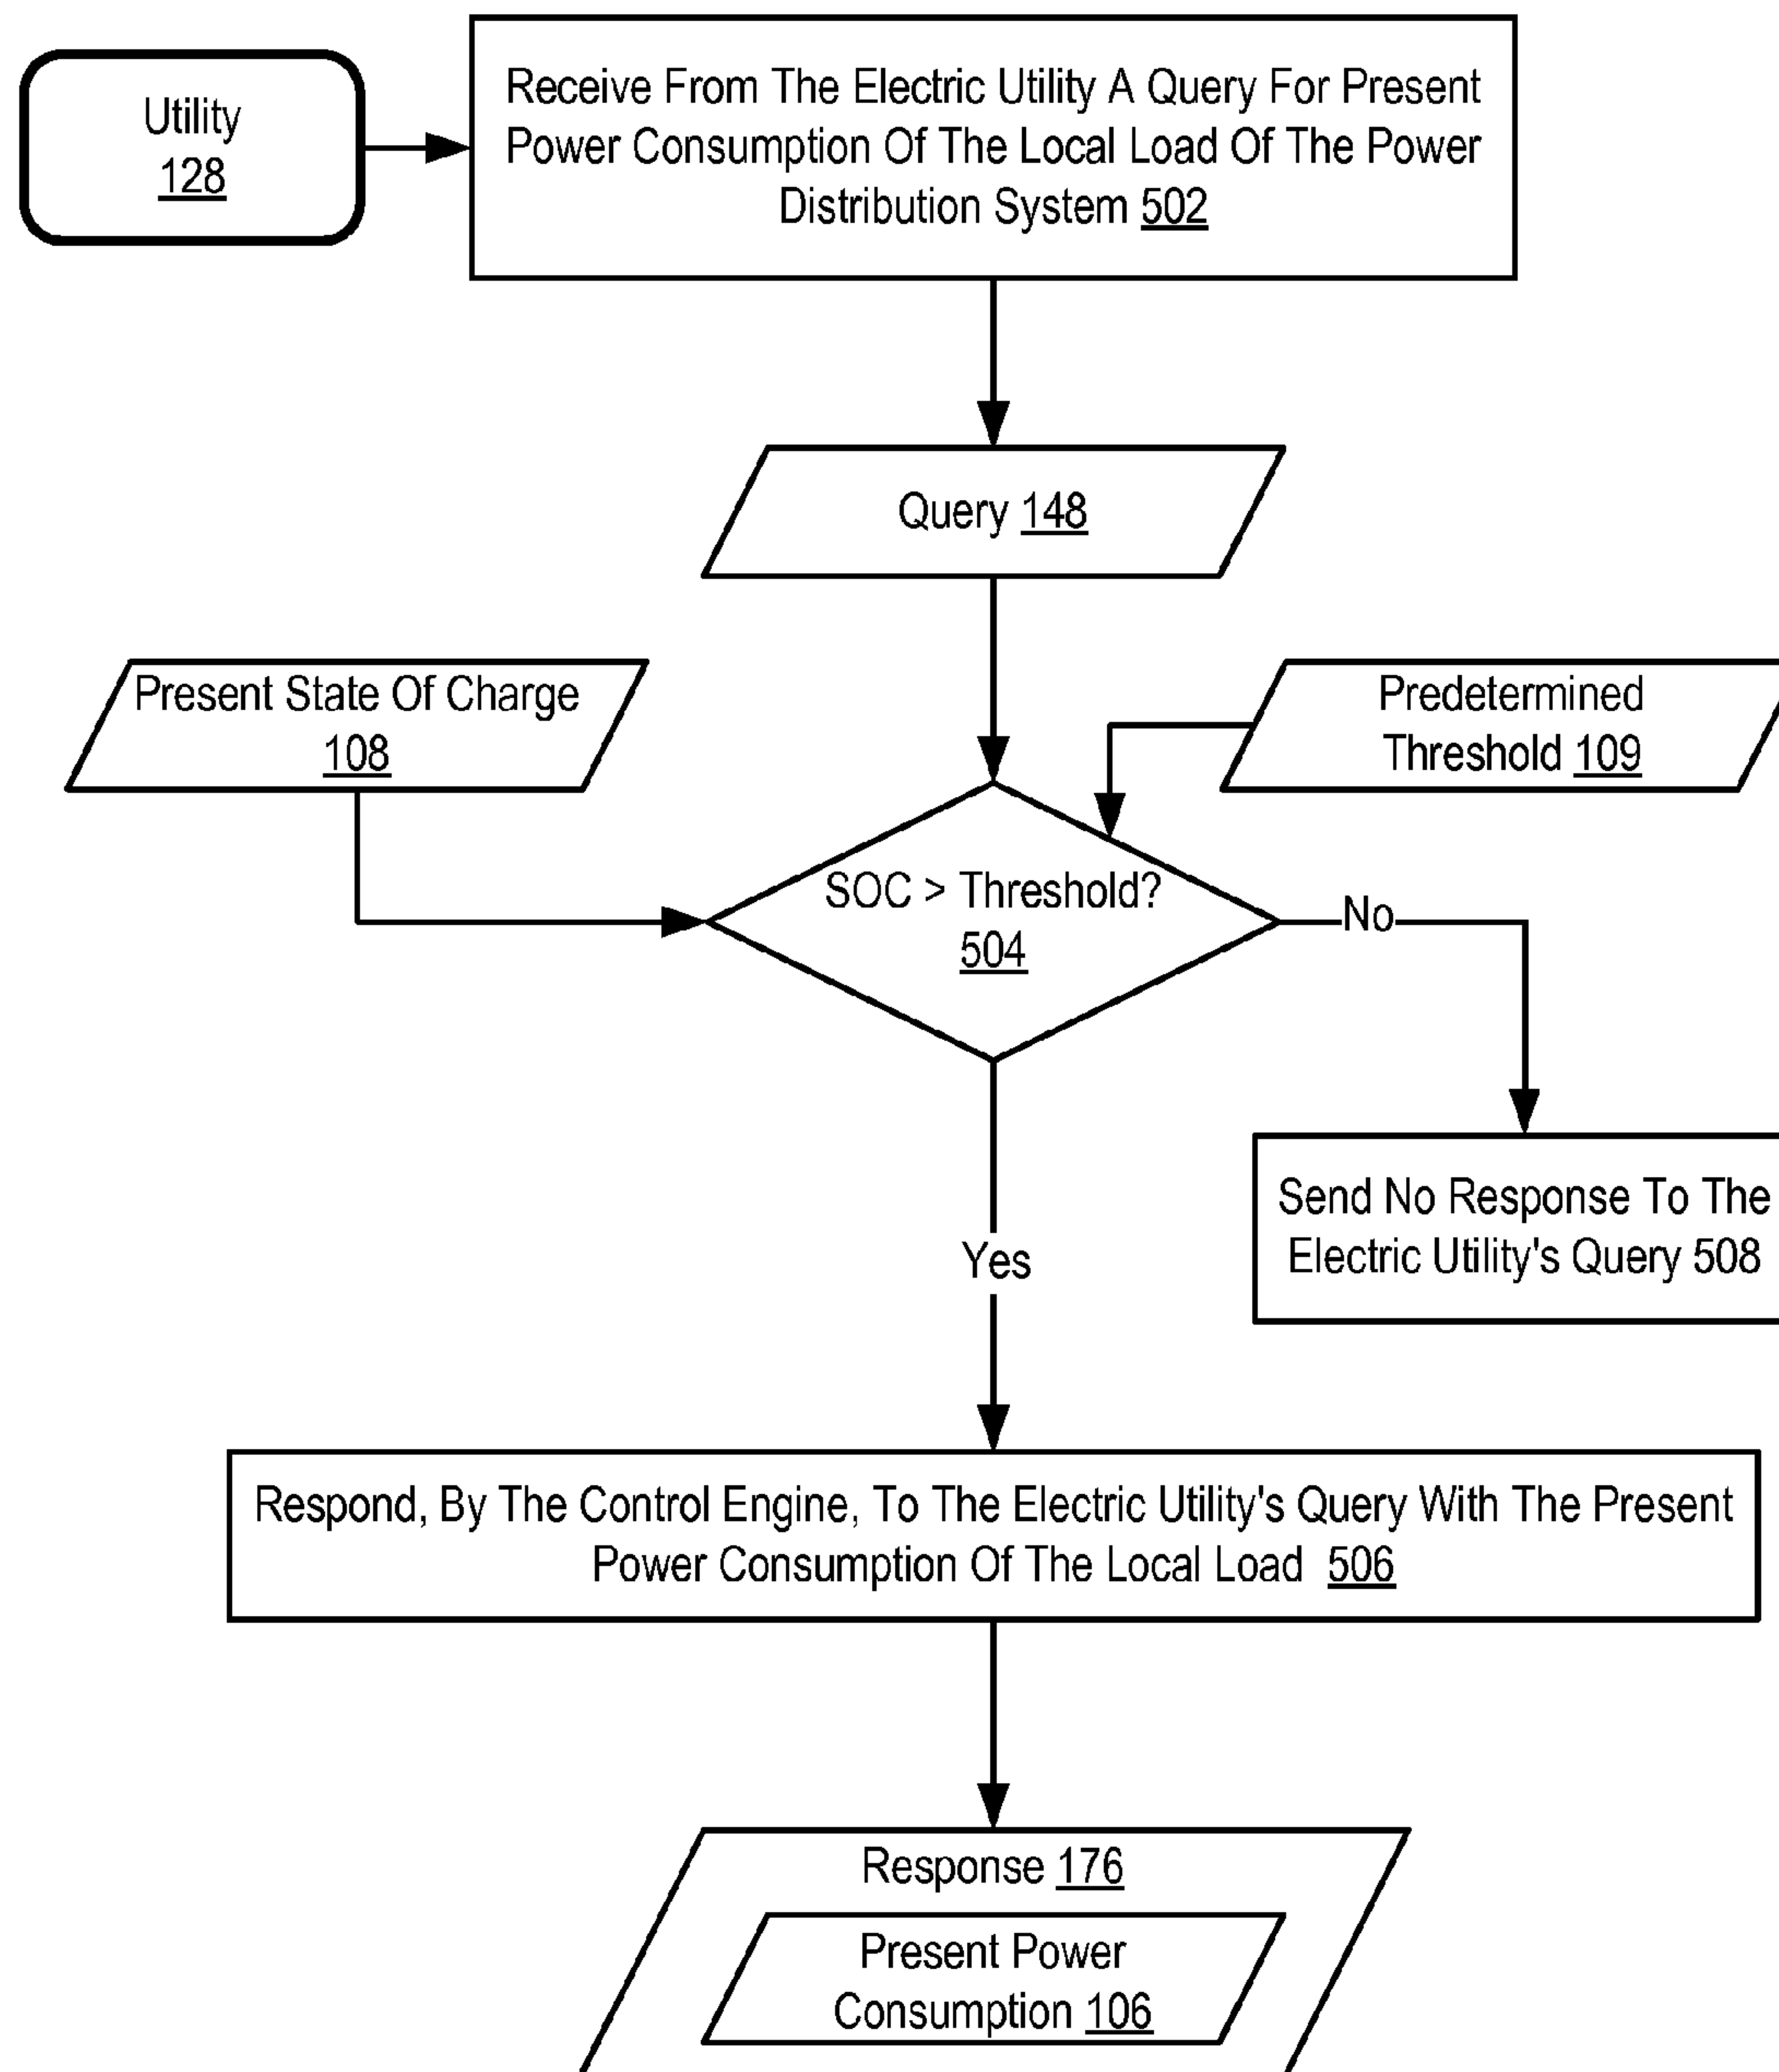 Utility
128
Receive From The Electric Utility A Query For Present
Power Consumption Of The Local Load Of The Power
Distribution System 502
Query 148
Present State Of Charge
108
Predetermined
Threshold 109
SOC > Threshold?
504
No
Send No Response To The
Electric Utility's Query 508
Yes
Respond, By The Control Engine, To The Electric Utility's Query With The Present
Power Consumption Of The Local Load 506
Response 176
Present Power
Consumption 106